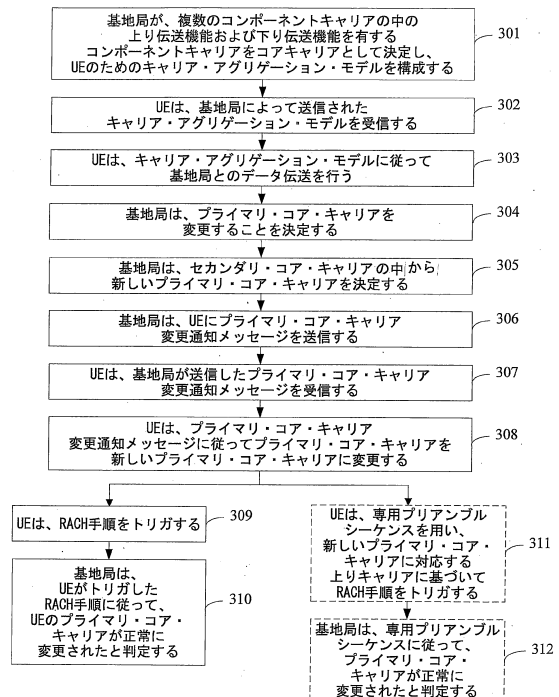 基地局が、複数のコンポーネントキャリアの中の
上り伝送機能および下り伝送機能を有する
コンポーネントキャリアをコアキャリアとして決定し、
UEのためのキャリア・アグリゲーション・モデルを構成する
301
UEは、基地局によって送信された
キャリア・アグリゲーション・モデルを受信する
302
UEは、キャリア・アグリゲーション・モデルに従って
基地局とのデータ伝送を行う
303
基地局は、プライマリ・コア・キャリアを
変更することを決定する
304
基地局は、セカンダリ・コア・キャリアの中から
新しいプライマリ・コア・キャリアを決定する
305
基地局は、UEにプライマリ・コア・キャリア
変更通知メッセージを送信する
306
UEは、基地局が送信したプライマリ・コア・キャリア
変更通知メッセージを受信する
307
UEは、プライマリ・コア・キャリア
変更通知メッセージに従ってプライマリ・コア・キャリアを
新しいプライマリ・コア・キャリアに変更する
308
UEは、RACH手順をトリガする
309
基地局は、
UEがトリガした
RACH手順に従って、
UEのプライマリ・コア・
キャリアが正常に
変更されたと判定する
310
UEは、専用プリアンブル
シーケンスを用い、
新しいプライマリ・コア・
キャリアに対応する
上りキャリアに基づいて
RACH手順をトリガする
311
基地局は、専用プリアンブル
シーケンスに従って、
プライマリ・コア・
キャリアが正常に
変更されたと判定する
312